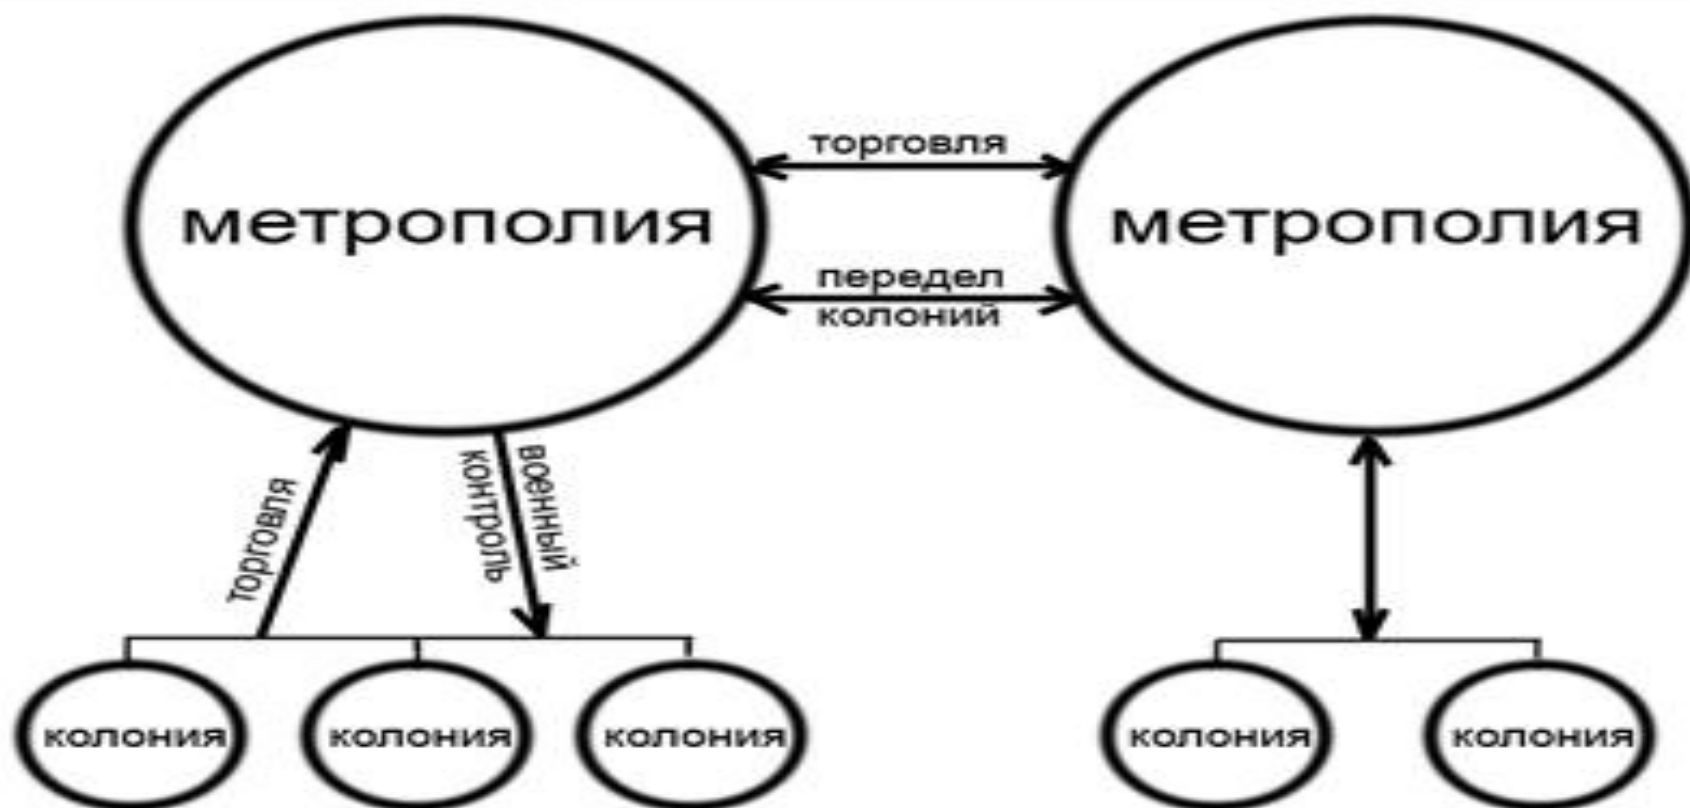 торговля
метрополия
метрополия
передел
колоний
торговля
военный
контроль
колония
колония
колония
колония
колония